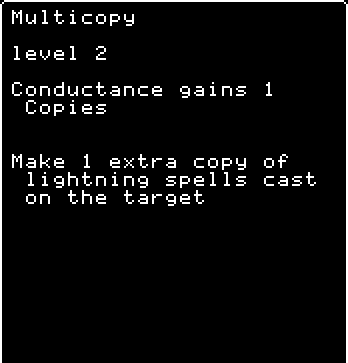 Multicopy
level 2
Conductance gains 1
Copies
Make 1 extra copy of
lightning spells cast
on the target